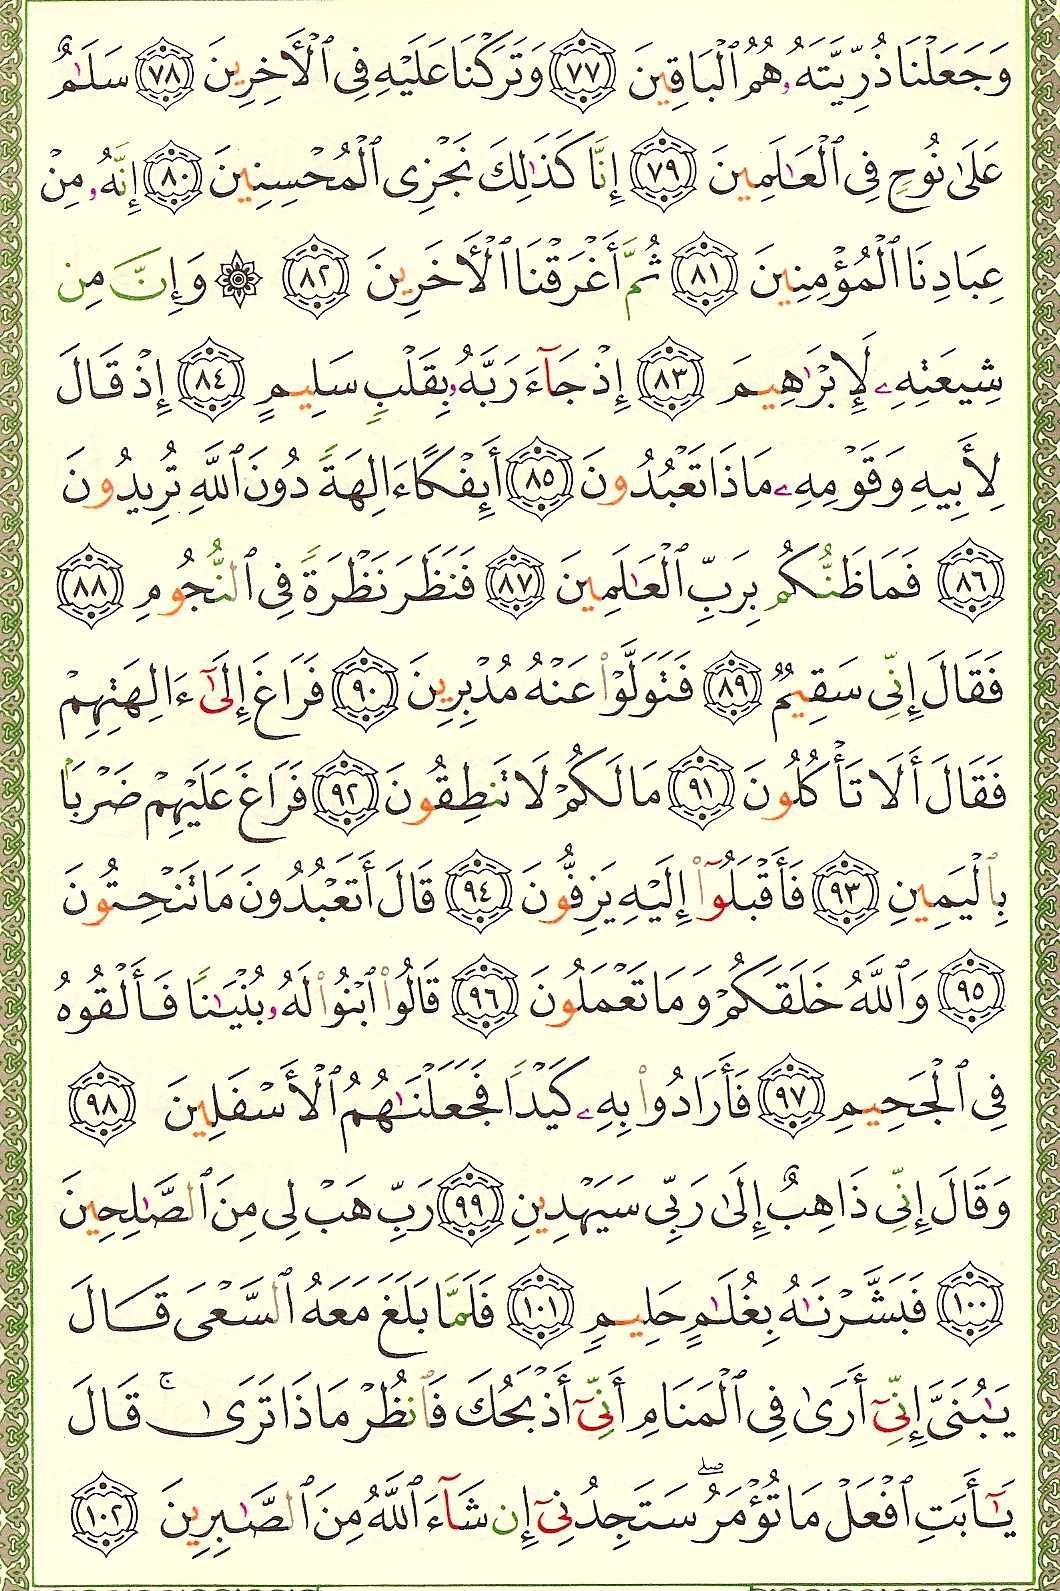 وَجَعَلْنَا ذُرِّيَّتَهُۥ هُمُ ٱلْبَاقِينَ ٧٧ وَتَرَكْنَا عَلَيْهِ فِى ٱلْأَخِرِينَ ٧٨ سَلَٰمٌ
عَلَىٰ نُوحٍ فِى ٱلْعَٰلَمِينَ ٧٩ إِنَّا كَذَٰلِكَ نَجْزِى ٱلْمُحْسِنِينَ ٨٠ إِنَّهُۥ مِنْ
عِبَادِنَا ٱلْمُؤْمِنِينَ ٨١ ثُمَّ أَغْرَقْنَا ٱلْأَخَرِينَ ٨٢ ۞ وَإِنَّ مِن
شِيعَتِهِۦ لَإِبْرَٰهِيمَ ٨٣ إِذْ جَآءَ رَبَّهُۥ بِقَلْبٍ سَلِيمٍ ٨٤ إِذْ قَالَ
لِأَبِيهِ وَقَوْمِهِۦ مَاذَا تَعْبُدُونَ ٨٥ أَئِفْكًا ءَالِهَةً دُونَ ٱللَّهِ تُرِيدُونَ
٨٦ فَمَا ظَنُّكُم بِرَبِّ ٱلْعَٰلَمِينَ ٨٧ فَنَظَرَ نَظْرَةً فِى ٱلنُّجُومِ ٨٨
فَقَالَ إِنِّى سَقِيمٌ ٨٩ فَتَوَلَّوْا۟ عَنْهُ مُدْبِرِينَ ٩٠ فَرَاغَ إِلَىٰٓ ءَالِهَتِهِمْ
فَقَالَ أَلَا تَأْكُلُونَ ٩١ مَا لَكُمْ لَا تَنطِقُونَ ٩٢ فَرَاغَ عَلَيْهِمْ ضَرْبًۢا
بِٱلْيَمِينِ ٩٣ فَأَقْبَلُوٓا۟ إِلَيْهِ يَزِفُّونَ ٩٤ قَالَ أَتَعْبُدُونَ مَا تَنْحِتُونَ
٩٥ وَٱللَّهُ خَلَقَكُمْ وَمَا تَعْمَلُونَ ٩٦ قَالُوا۟ ٱبْنُوا۟ لَهُۥ بُنْيَٰنًا فَأَلْقُوهُ
فِى ٱلْجَحِيمِ ٩٧ فَأَرَادُوا۟ بِهِۦ كَيْدًا فَجَعَلْنَٰهُمُ ٱلْأَسْفَلِينَ ٩٨
وَقَالَ إِنِّى ذَاهِبٌ إِلَىٰ رَبِّى سَيَهْدِينِ ٩٩ رَبِّ هَبْ لِى مِنَ ٱلصَّٰلِحِينَ
١٠٠ فَبَشَّرْنَٰهُ بِغُلَٰمٍ حَلِيمٍ ١٠١ فَلَمَّا بَلَغَ مَعَهُ ٱلسَّعْىَ قَالَ
يَٰبُنَىَّ إِنِّىٓ أَرَىٰ فِى ٱلْمَنَامِ أَنِّىٓ أَذْبَحُكَ فَٱنظُرْ مَاذَا تَرَىٰ ۚ قَالَ
يَٰٓأَبَتِ ٱفْعَلْ مَا تُؤْمَرُ ۖ سَتَجِدُنِىٓ إِن شَآءَ ٱللَّهُ مِنَ ٱلصَّٰبِرِينَ ١٠٢